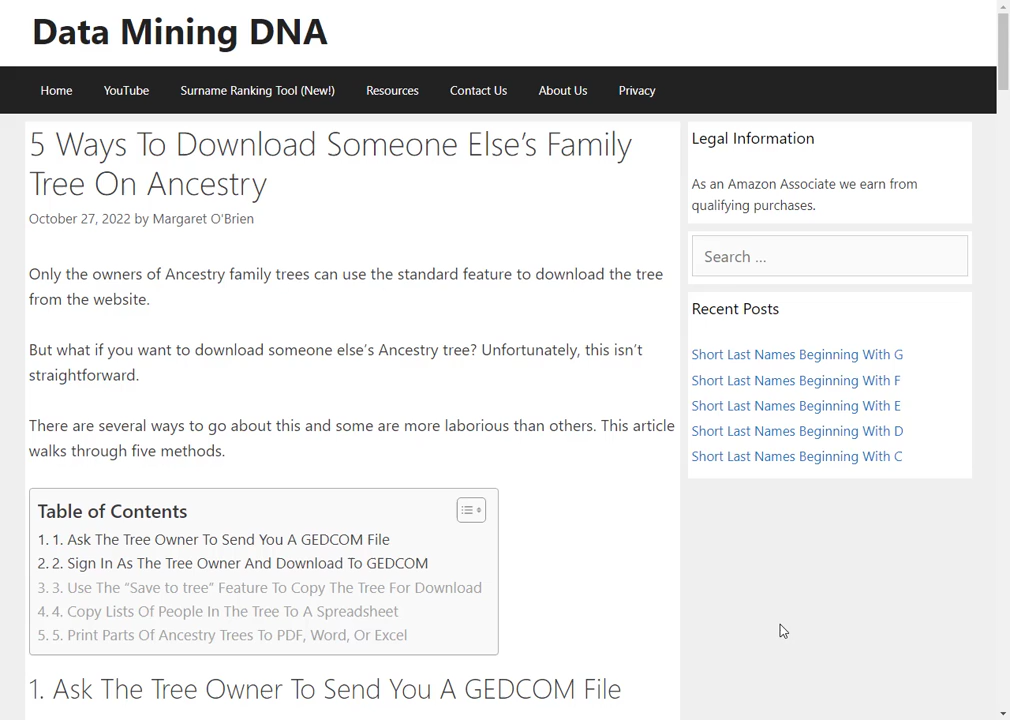 Data Mining DNA
Home YouTube Surname Ranking Tool (New!) Resources Contact Us About Us Privacy
5 Ways To Download Someone Else’s Family
Tree On Ancestry
October 27, 2022 by Margaret O'Brien
Only the owners of Ancestry family trees can use the standard feature to download the tree
from the website.
But what if you want to download someone else’s Ancestry tree? Unfortunately, this isn’t
straightforward.
There are several ways to go about this and some are more laborious than others. This article
walks through five methods.
Table of Contents
1. 1. Ask The Tree Owner To Send You A GEDCOM File
2. 2. Sign In As The Tree Owner And Download To GEDCOM
3. 3. Use The “Save to tree” Feature To Copy The Tree For Download
4. 4. Copy Lists Of People In The Tree To A Spreadsheet
5. 5. Print Parts Of Ancestry Trees To PDF, Word, Or Excel
1. Ask The Tree Owner To Send You A GEDCOM File
Legal Information
As an Amazon Associate we earn from
qualifying purchases.
Search …
Recent Posts
Short Last Names Beginning With G
Short Last Names Beginning With F
Short Last Names Beginning With E
Short Last Names Beginning With D
Short Last Names Beginning With C